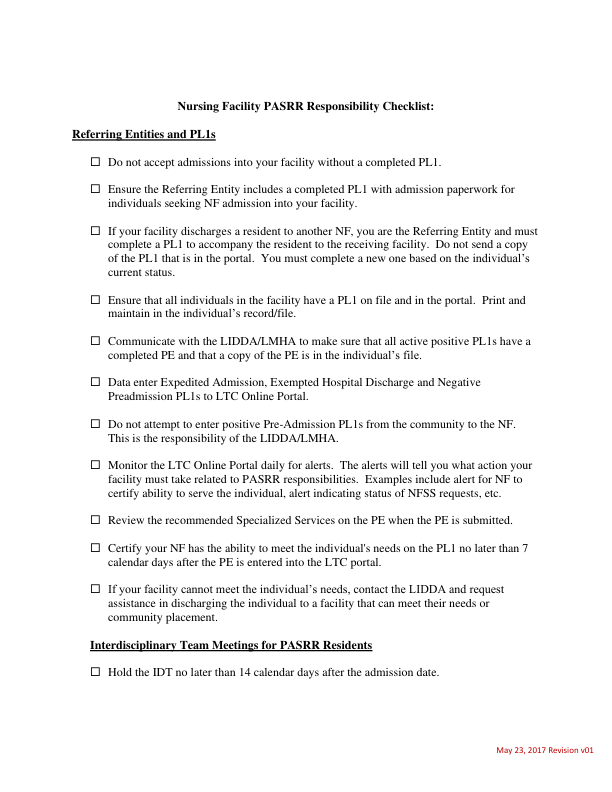 Nursing Facility PASRR Responsibility Checklist:
Referring Entities and PL1s
☐ Do not accept admissions into your facility without a completed PL1.
☐ Ensure the Referring Entity includes a completed PL1 with admission paperwork for
individuals seeking NF admission into your facility.
☐ If your facility discharges a resident to another NF, you are the Referring Entity and must
complete a PL1 to accompany the resident to the receiving facility.  Do not send a copy
of the PL1 that is in the portal.  You must complete a new one based on the individual’s
current status.
☐ Ensure that all individuals in the facility have a PL1 on file and in the portal.  Print and
maintain in the individual’s record/file.
☐ Communicate with the LIDDA/LMHA to make sure that all active positive PL1s have a
completed PE and that a copy of the PE is in the individual’s file.
☐ Data enter Expedited Admission, Exempted Hospital Discharge and Negative
Preadmission PL1s to LTC Online Portal.
☐ Do not attempt to enter positive Pre-Admission PL1s from the community to the NF.
This is the responsibility of the LIDDA/LMHA.
☐ Monitor the LTC Online Portal daily for alerts.  The alerts will tell you what action your
facility must take related to PASRR responsibilities.  Examples include alert for NF to
certify ability to serve the individual, alert indicating status of NFSS requests, etc.
☐ Review the recommended Specialized Services on the PE when the PE is submitted.
☐ Certify your NF has the ability to meet the individual's needs on the PL1 no later than 7
calendar days after the PE is entered into the LTC portal.
☐ If your facility cannot meet the individual’s needs, contact the LIDDA and request
assistance in discharging the individual to a facility that can meet their needs or
community placement.
Interdisciplinary Team Meetings for PASRR Residents
☐ Hold the IDT no later than 14 calendar days after the admission date.
May 23, 2017 Revision v01